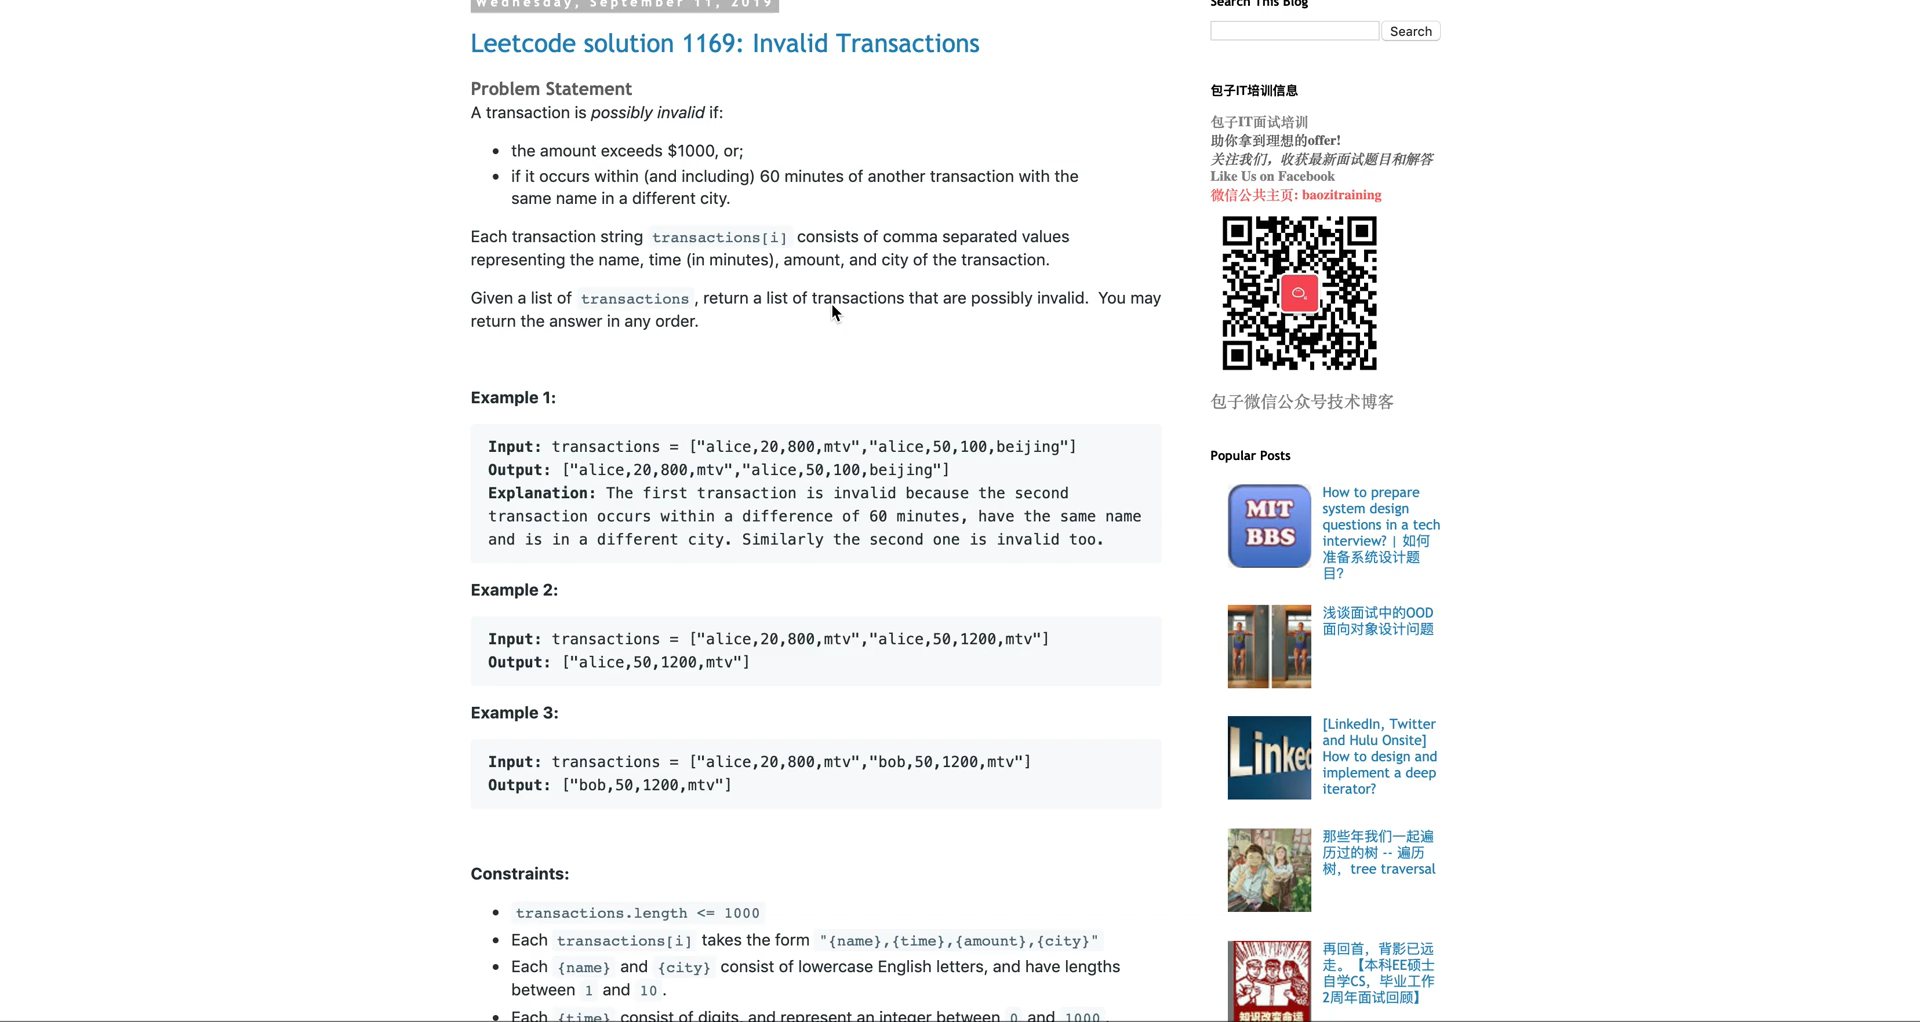 Wednesday, September 11, 2019
Leetcode solution 1169: Invalid Transactions
Problem Statement
A transaction is possibly invalid if:
the amount exceeds $1000, or;
if it occurs within (and including) 60 minutes of another transaction with the
same name in a different city.
Each transaction string transactions[i] consists of comma separated values
representing the name, time (in minutes), amount, and city of the transaction.
Given a list of transactions, return a list of transactions that are possibly invalid. You may
return the answer in any order.
Example 1:
Input: transactions = ["alice,20,800,mtv","alice,50,100,beijing"]
Output: ["alice,20,800,mtv","alice,50,100,beijing"]
Explanation: The first transaction is invalid because the second
transaction occurs within a difference of 60 minutes, have the same name
and is in a different city. Similarly the second one is invalid too.
Example 2:
Input: transactions = ["alice,20,800,mtv","alice,50,1200,mtv"]
Output: ["alice,50,1200,mtv"]
Example 3:
Input: transactions = ["alice,20,800,mtv","bob,50,1200,mtv"]
Output: ["bob,50,1200,mtv"]
Constraints:
transactions.length <= 1000
Each transactions[i] takes the form "{name},{time},{amount},{city}"
Each {name} and {city} consist of lowercase English letters, and have lengths
between 1 and 10.
Each {time} consist of digits, and represent an integer between 0 and 1000.
Search This Blog
Search
包子IT培训信息
包子IT面试培训
助你拿到理想的offer!
关注我们，收获最新面试题目和解答
Like Us on Facebook
微信公共主页: baozitraining
包子微信公众号技术博客
Popular Posts
MIT
BBS
How to prepare
system design
questions in a tech
interview? | 如何
准备系统设计题
目?
浅谈面试中的OOD
面向对象设计问题
Linke
[LinkedIn, Twitter
and Hulu Onsite]
How to design and
implement a deep
iterator?
那些年我们一起遍
历过的树 -- 遍历
树，tree traversal
再回首，背影已远
走。【本科EE硕士
自学CS，毕业工作
2周年面试回顾】